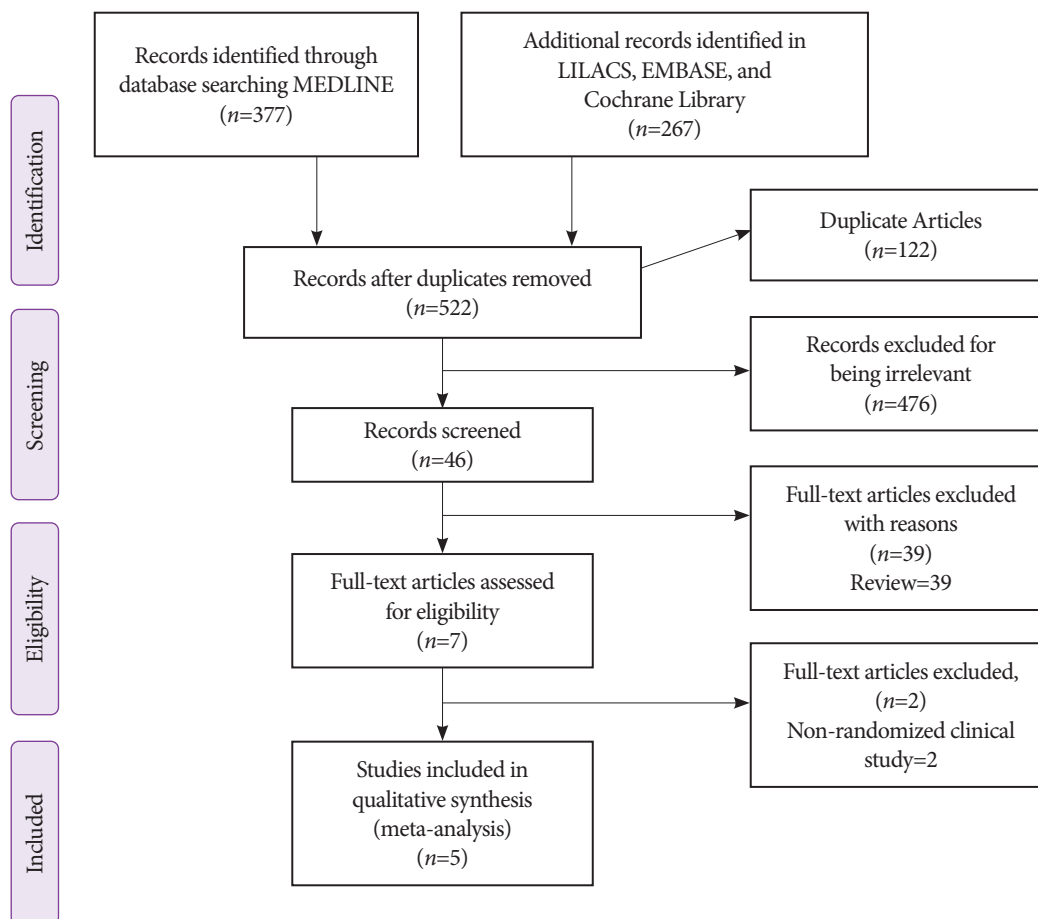 Records identified through
database searching MEDLINE
(n=377)
Additional records identified in
LILACS, EMBASE, and
Cochrane Library
(n=267)
Identification
Duplicate Articles
(n=122)
Records after duplicates removed
(n=522)
Screening
Records excluded for
being irrelevant
(n=476)
Records screened
(n=46)
Full-text articles excluded
with reasons
(n=39)
Review=39
Eligibility
Full-text articles assessed
for eligibility
(n=7)
Full-text articles excluded,
(n=2)
Non-randomized clinical
study=2
Included
Studies included in
qualitative synthesis
(meta-analysis)
(n=5)